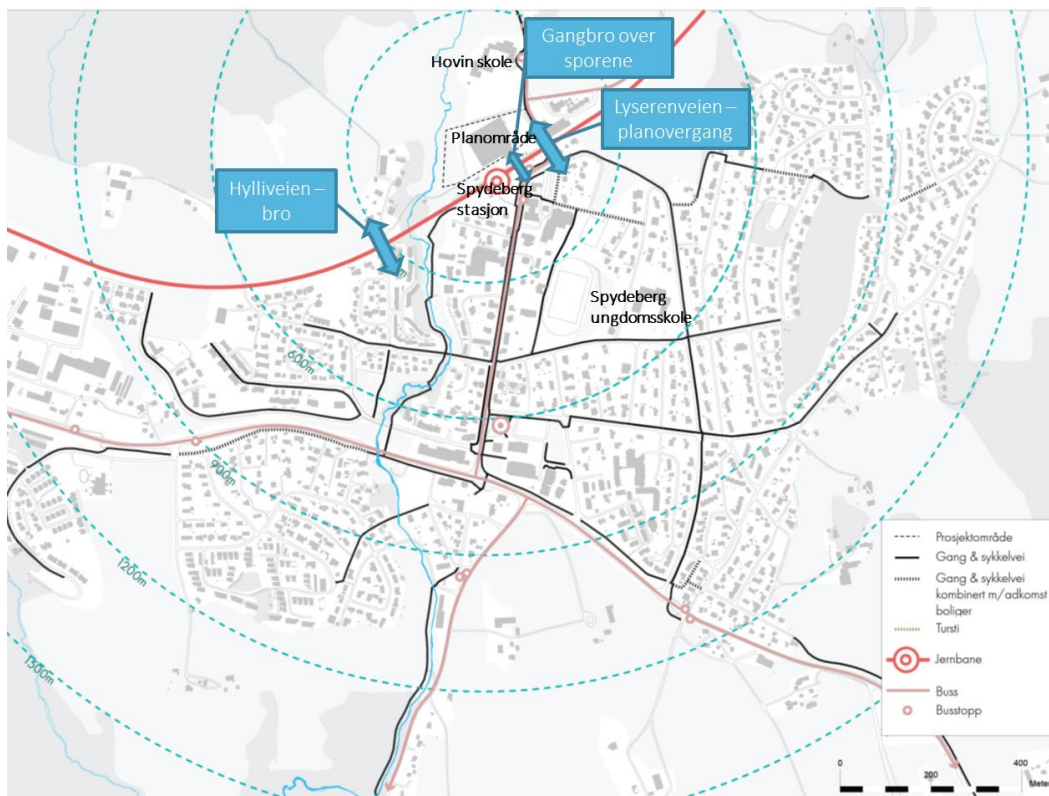 Gangbro over
sporene
Hovin skole
Lyserenveien –
planovergang
Planområde
Hylliveien –
bro
Spydeberg
stasjon
Spydeberg
ungdomsskole
600m
900m
1200m
1500m
Prosjektområde
Gang & sykkelvei
Gang & sykkelvei
kombinert m/adkomst
boliger
Tursti
Jernbane
Buss
Busstopp
0 200 400